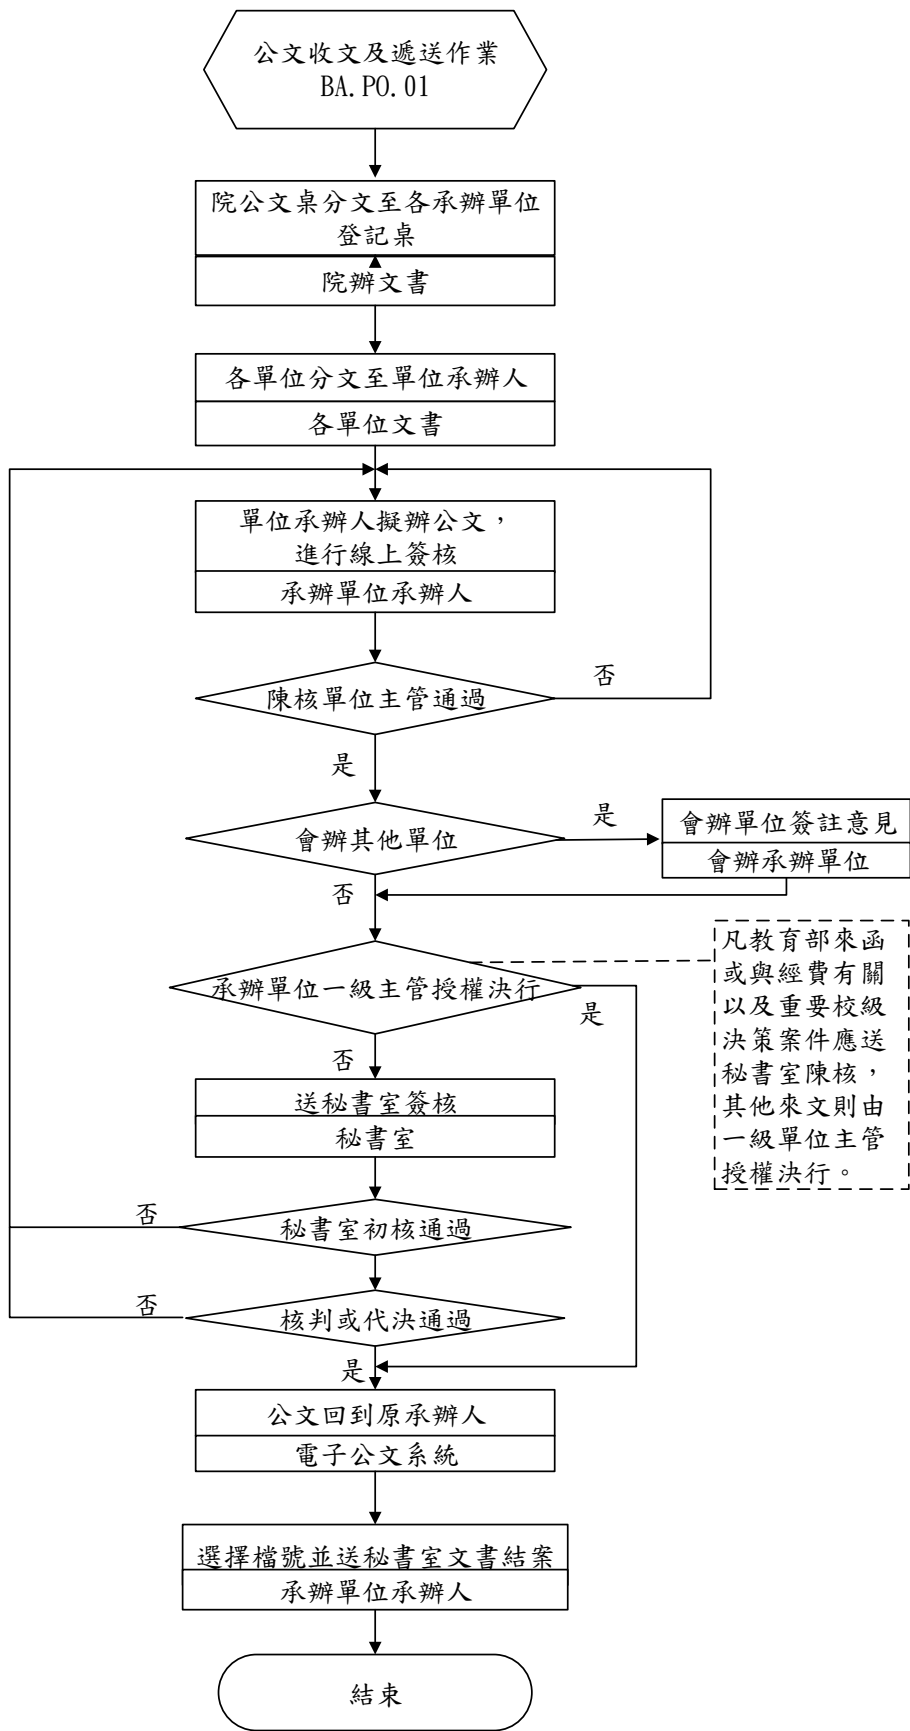 公文收文及遞送作業
BA.PO.01
院公文桌分文至各承辦單位
登記桌
院辦文書
各單位分文至單位承辦人
各單位文書
單位承辦人擬辦公文，
進行線上簽核
承辦單位承辦人
陳核單位主管通過
否
是
會辦其他單位
是
會辦單位簽註意見
會辦承辦單位
否
凡教育部來函
或與經費有關
以及重要校級
決策案件應送
秘書室陳核，
其他來文則由
一級單位主管
授權決行。
承辦單位一級主管授權決行
是
否
送秘書室簽核
秘書室
否
秘書室初核通過
否
核判或代決通過
是
公文回到原承辦人
電子公文系統
選擇檔號並送秘書室文書結案
承辦單位承辦人
結束